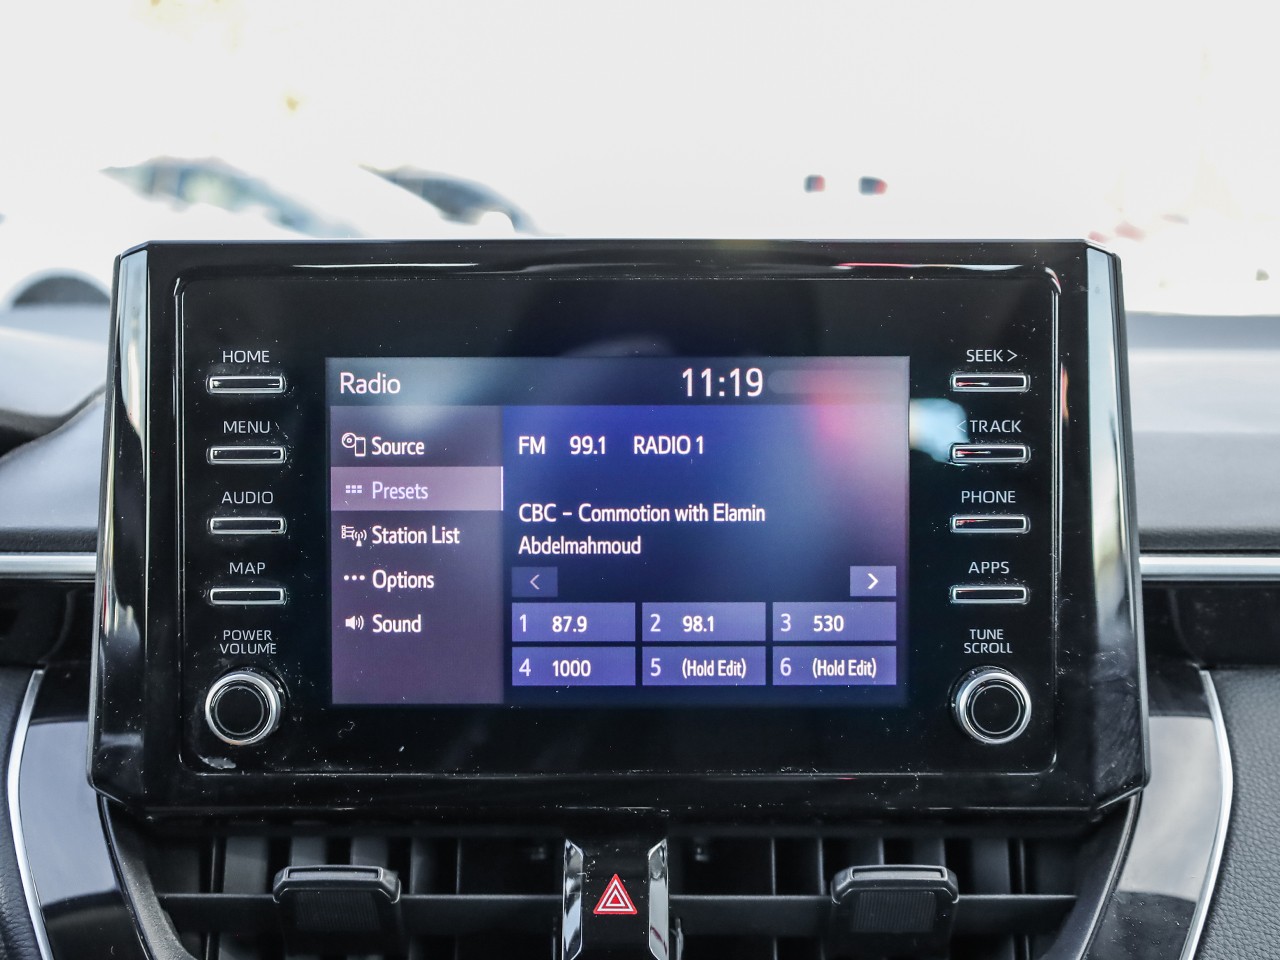 HOME
MENU
AUDIO
MAP
POWER
VOLUME
Radio 11:19
Source
Presets
Station List
Options
Sound
FM 99.1 RADIO 1
CBC – Commotion with Elamin
Abdelmahmoud
< >
1 87.9 2 98.1 3 530
4 1000 5 (Hold Edit) 6 (Hold Edit)
SEEK >
< TRACK
PHONE
APPS
TUNE
SCROLL